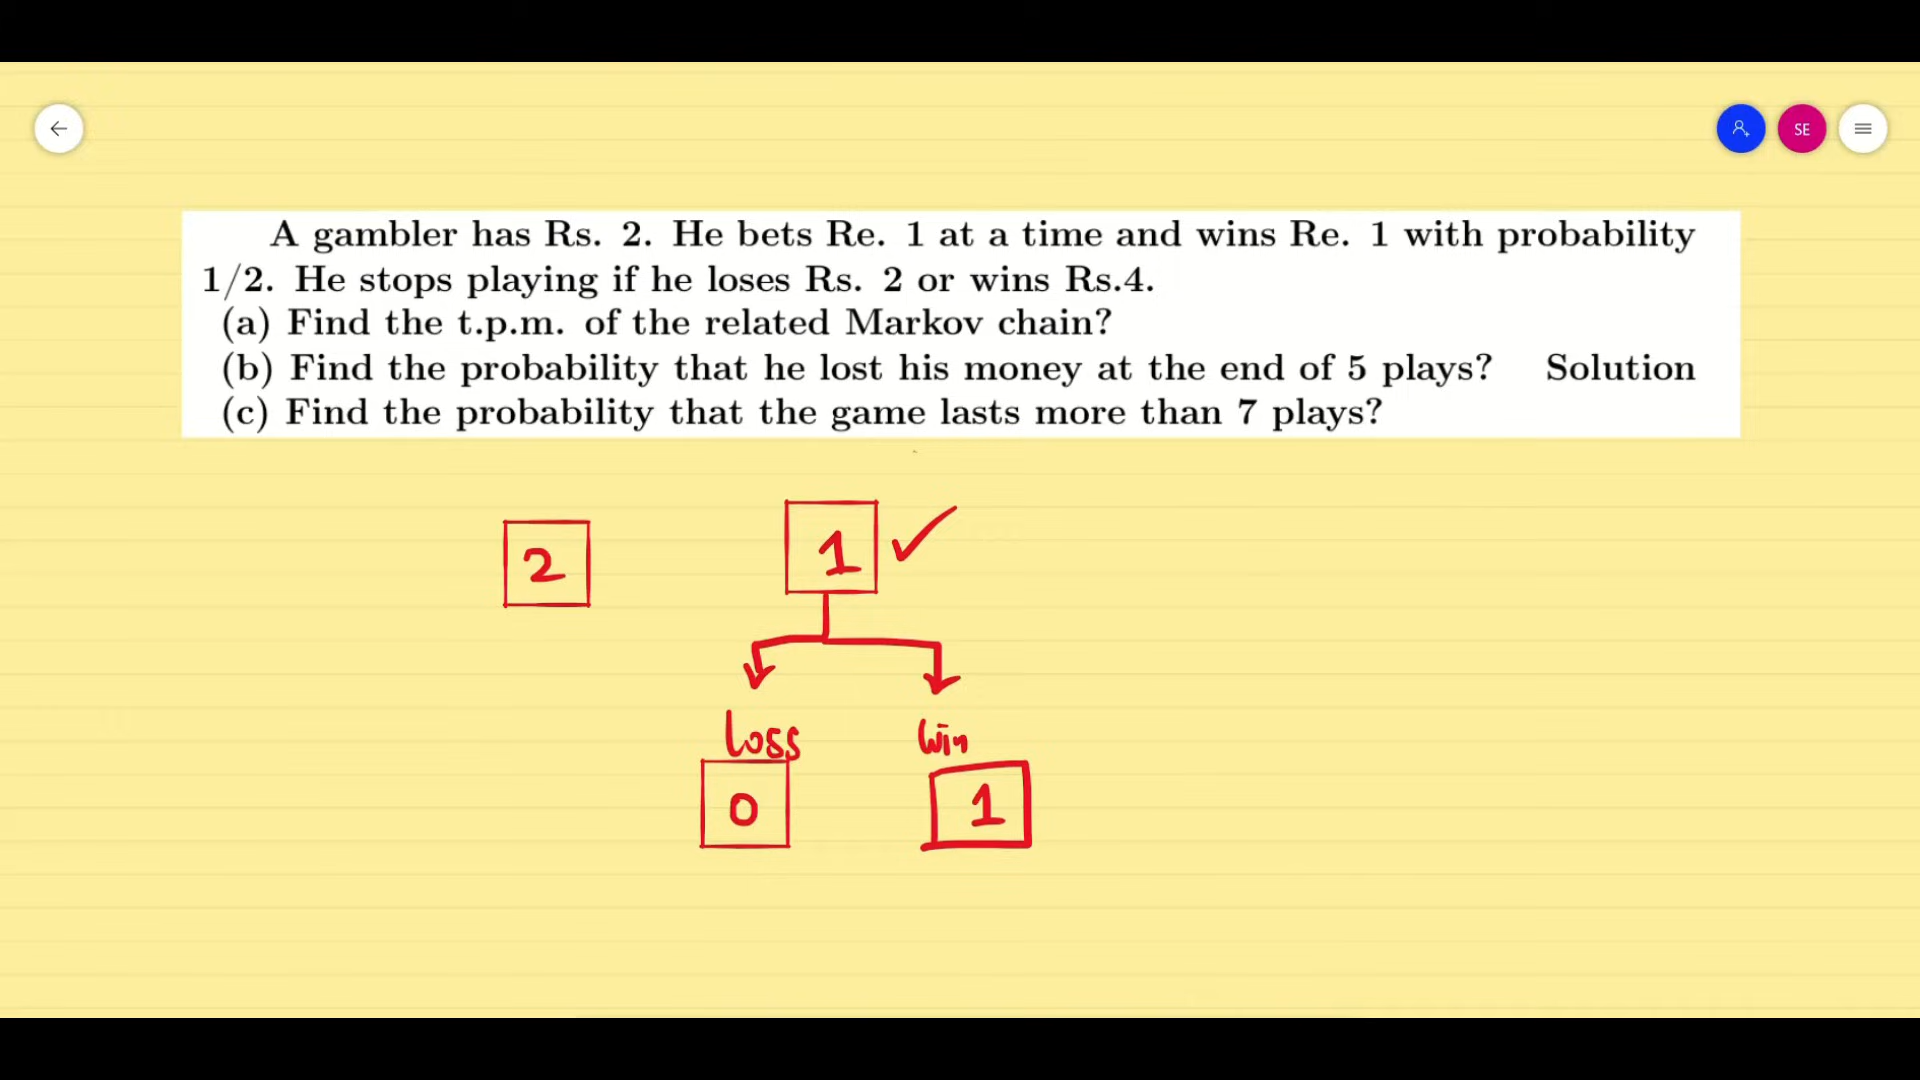 SE
A gambler has Rs. 2. He bets Re. 1 at a time and wins Re. 1 with probability
1/2. He stops playing if he loses Rs. 2 or wins Rs.4.
(a) Find the t.p.m. of the related Markov chain?
(b) Find the probability that he lost his money at the end of 5 plays? Solution
(c) Find the probability that the game lasts more than 7 plays?
2 1
loss win
0 1